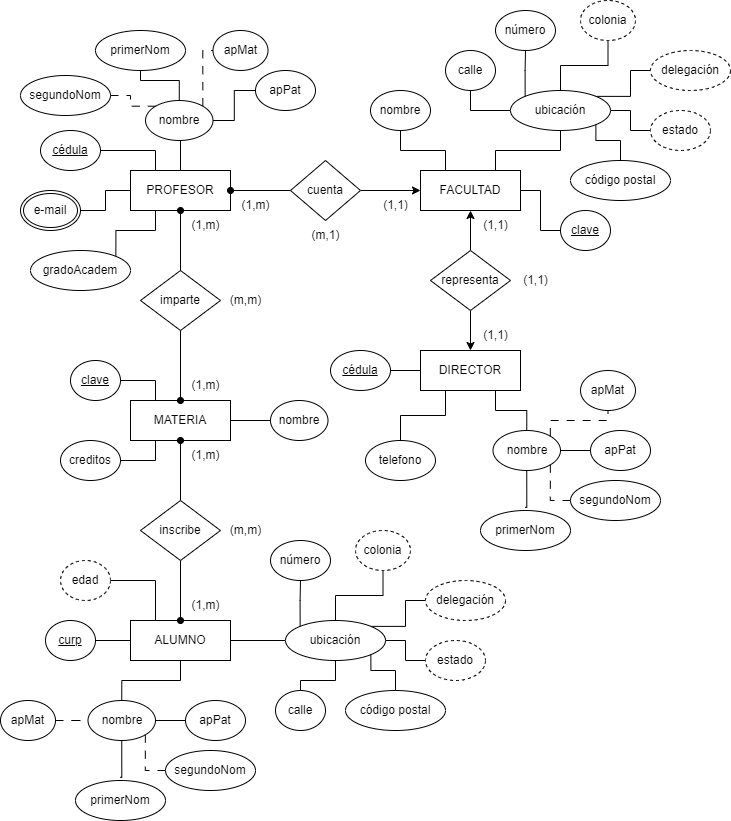 colonia
número
primerNom
apMat
calle
delegación
segundoNom
apPat
nombre
ubicación
nombre
estado
cédula
código postal
PROFESOR
cuenta
FACULTAD
e-mail
(1,m)
(1,1)
(1,m)
(1,1)
clave
(m,1)
gradoAcadem
representa
(1,1)
imparte
(m,m)
(1,1)
cédula
DIRECTOR
clave
(1,m)
apMat
MATERIA
nombre
(1,m)
nombre
apPat
creditos
telefono
segundoNom
inscribe
(m,m)
primerNom
colonia
número
edad
(1,m)
delegación
curp
ALUMNO
ubicación
estado
calle
código postal
apMat
nombre
apPat
segundoNom
primerNom